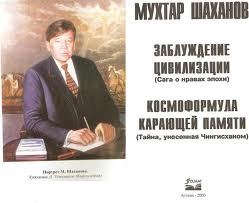 МУХТАР ШАХАНОВ
ЗАБЛУЖДЕНИЕ
ЦИВИЛИЗАЦИИ
(Сага о нравах эпохи)
КОСМОФОРМУЛА
КАРАЮЩЕЙ ПАМЯТИ
(Тайна, унесенная Чингисханом)
Портрет М. Шаханова.